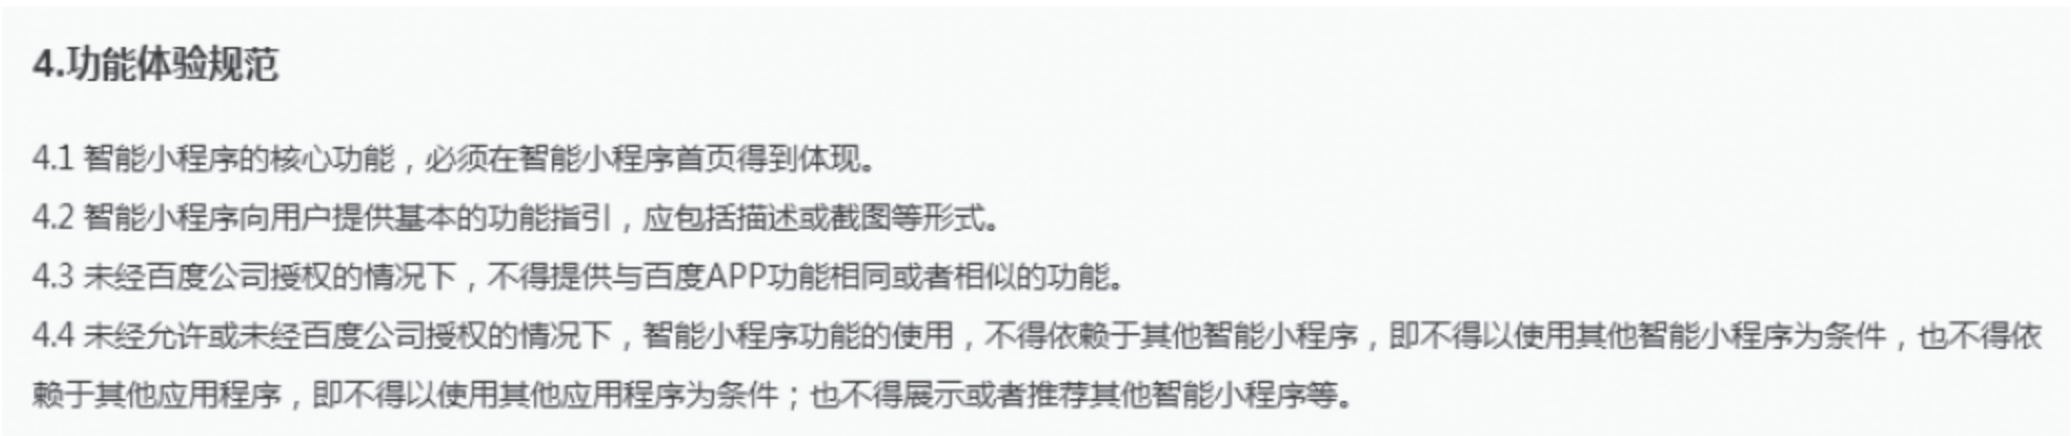 4.功能体验规范
4.1 智能小程序的核心功能，必须在智能小程序首页得到体现。
4.2 智能小程序向用户提供基本的功能指引，应包括描述或截图等形式。
4.3 未经百度公司授权的情况下，不得提供与百度APP功能相同或者相似的功能。
4.4 未经允许或未经百度公司授权的情况下，智能小程序功能的使用，不得依赖于其他智能小程序，即不得以使用其他智能小程序为条件，也不得依
赖于其他应用程序，即不得以使用其他应用程序为条件；也不得展示或者推荐其他智能小程序等。